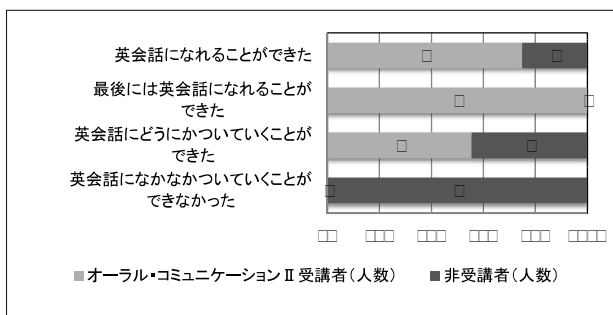 英会話になれることができた
最後には英会話になれることが
できた
英会話にどうにかついていくことが
できた
英会話になかなかついていくことが
できなかった
オーラル・コミュニケーションⅡ受講者(人数)
非受講者(人数)